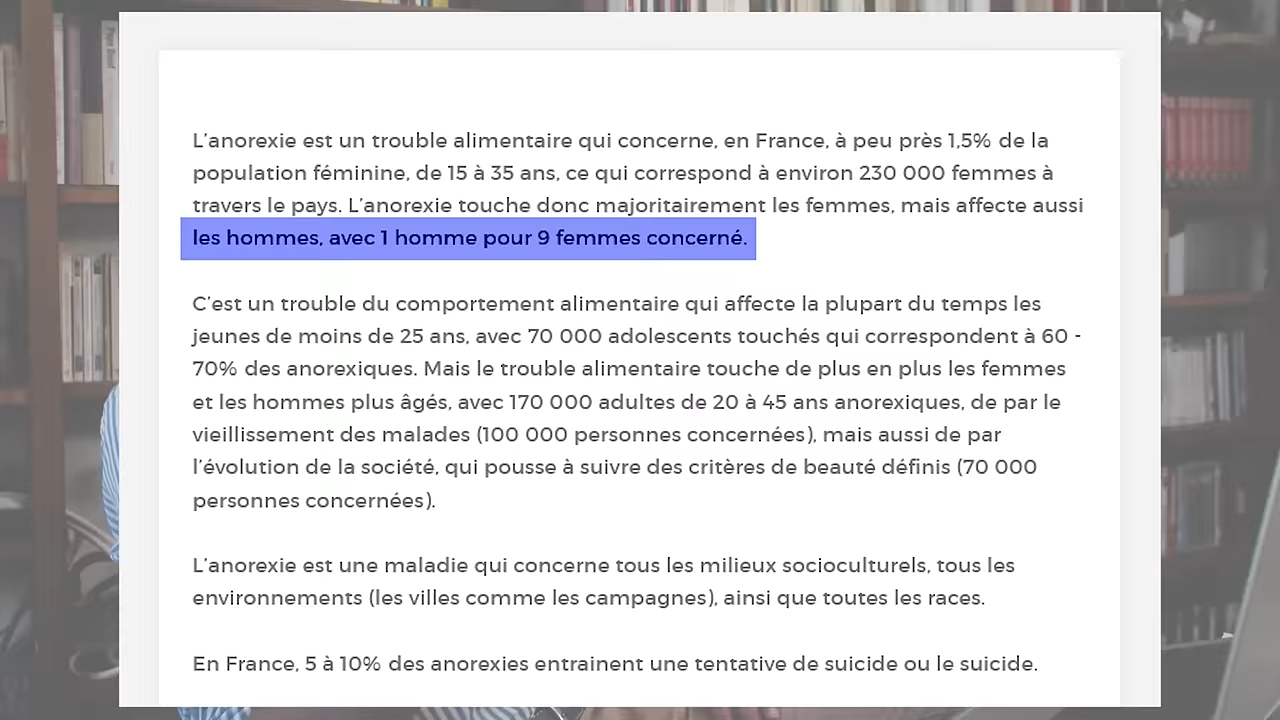 L'anorexie est un trouble alimentaire qui concerne, en France, à peu près 1,5% de la
population féminine, de 15 à 35 ans, ce qui correspond à environ 230 000 femmes à
travers le pays. L'anorexie touche donc majoritairement les femmes, mais affecte aussi
les hommes, avec 1 homme pour 9 femmes concerné.
C'est un trouble du comportement alimentaire qui affecte la plupart du temps les
jeunes de moins de 25 ans, avec 70 000 adolescents touchés qui correspondent à 60 -
70% des anorexiques. Mais le trouble alimentaire touche de plus en plus les femmes
et les hommes plus âgés, avec 170 000 adultes de 20 à 45 ans anorexiques, de par le
vieillissement des malades (100 000 personnes concernées), mais aussi de par
l'évolution de la société, qui pousse à suivre des critères de beauté définis (70 000
personnes concernées).
L'anorexie est une maladie qui concerne tous les milieux socioculturels, tous les
environnements (les villes comme les campagnes), ainsi que toutes les races.
En France, 5 à 10% des anorexies entrainent une tentative de suicide ou le suicide.